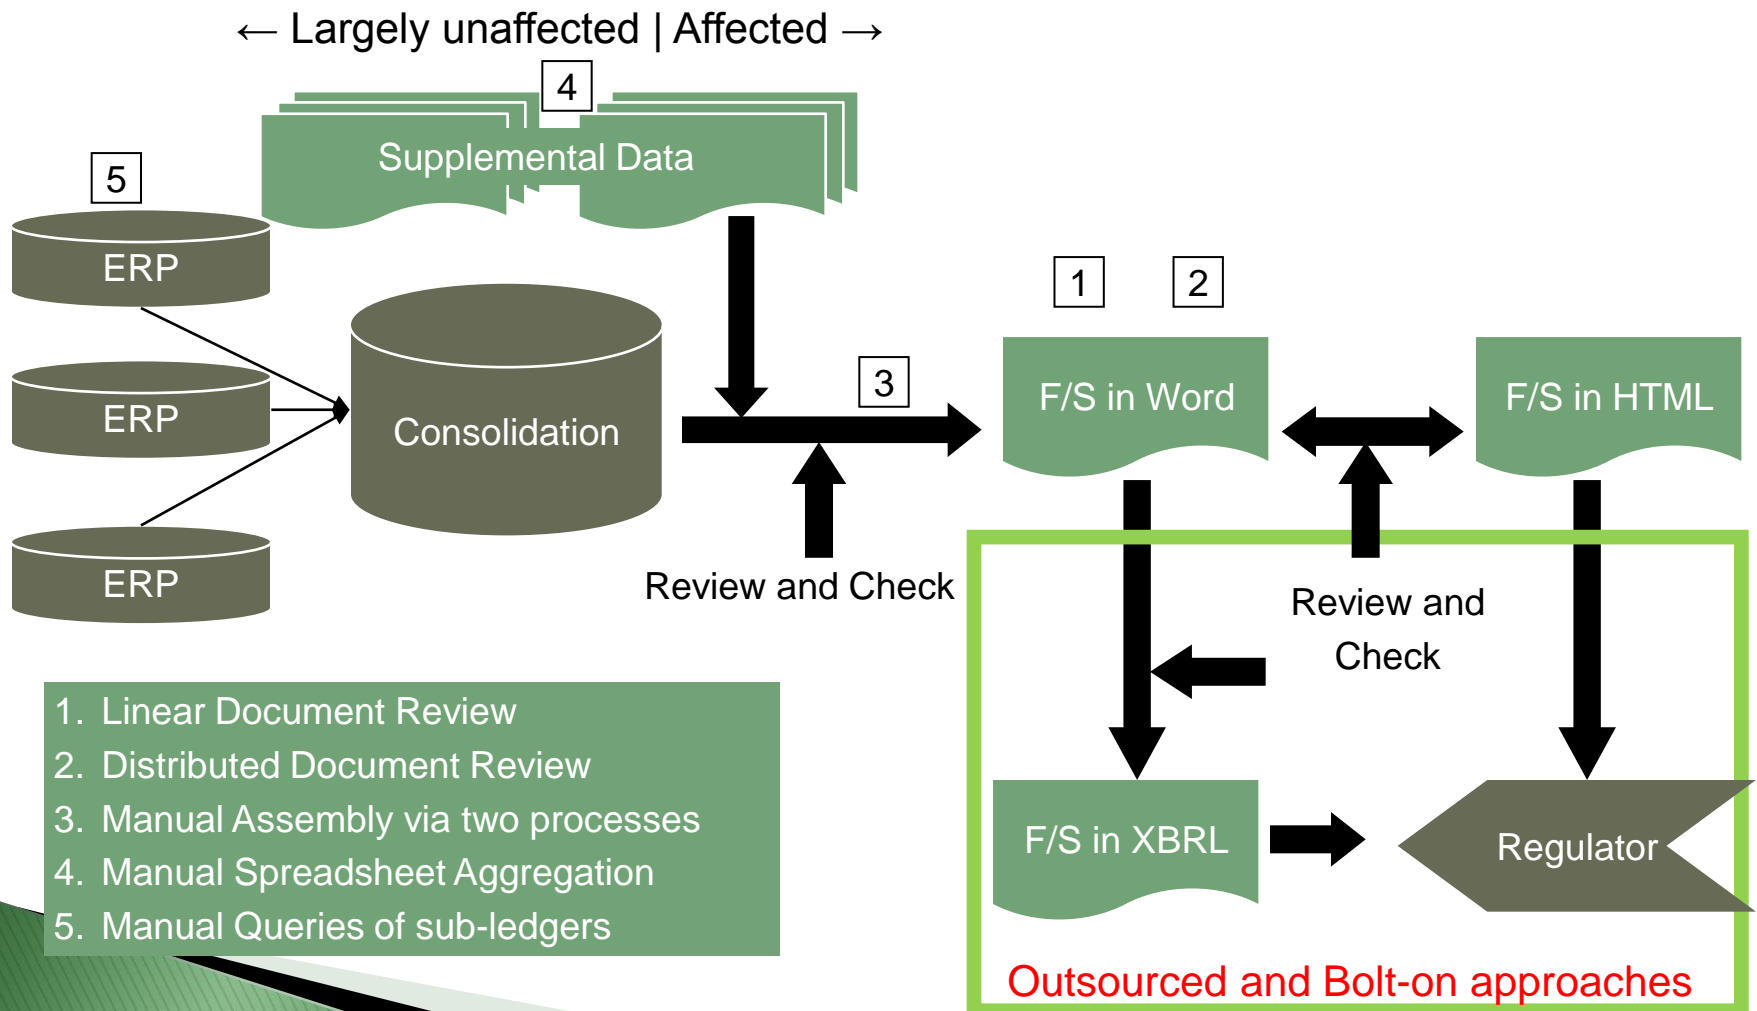 ← Largely unaffected | Affected →
4
Supplemental Data
5
ERP
ERP
ERP
Consolidation
3
1
2
F/S in Word
F/S in HTML
Review and Check
Review and
Check
F/S in XBRL
Regulator
1. Linear Document Review
2. Distributed Document Review
3. Manual Assembly via two processes
4. Manual Spreadsheet Aggregation
5. Manual Queries of sub-ledgers
Outsourced and Bolt-on approaches